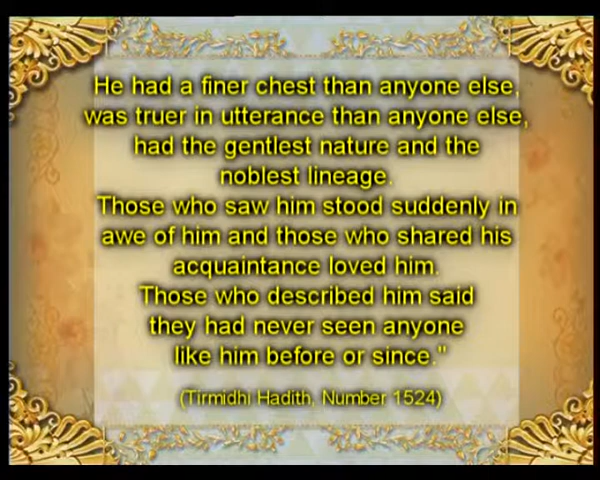 He had a finer chest than anyone else,
was truer in utterance than anyone else,
had the gentlest nature and the
noblest lineage.
Those who saw him stood suddenly in
awe of him and those who shared his
acquaintance loved him.
Those who described him said
they had never seen anyone
like him before or since."
(Tirmidhi Hadith, Number 1524)